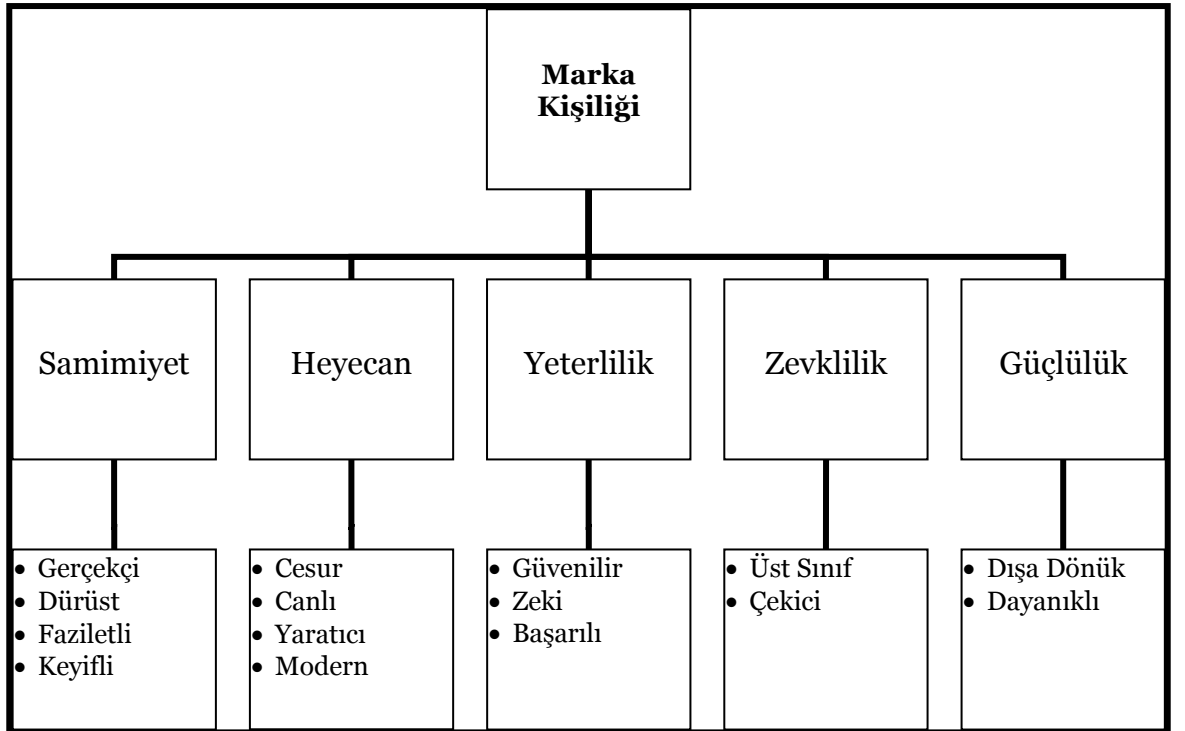 Marka
Kişiliği
Samimiyet
Heyecan
Yeterlilik
Zevklilik
Güçlülük
• Gerçekçi
• Dürüst
• Faziletli
• Keyifli
• Cesur
• Canlı
• Yaratıcı
• Modern
• Güvenilir
• Zeki
• Başarılı
• Üst Sınıf
• Çekici
• Dışa Dönük
• Dayanıklı